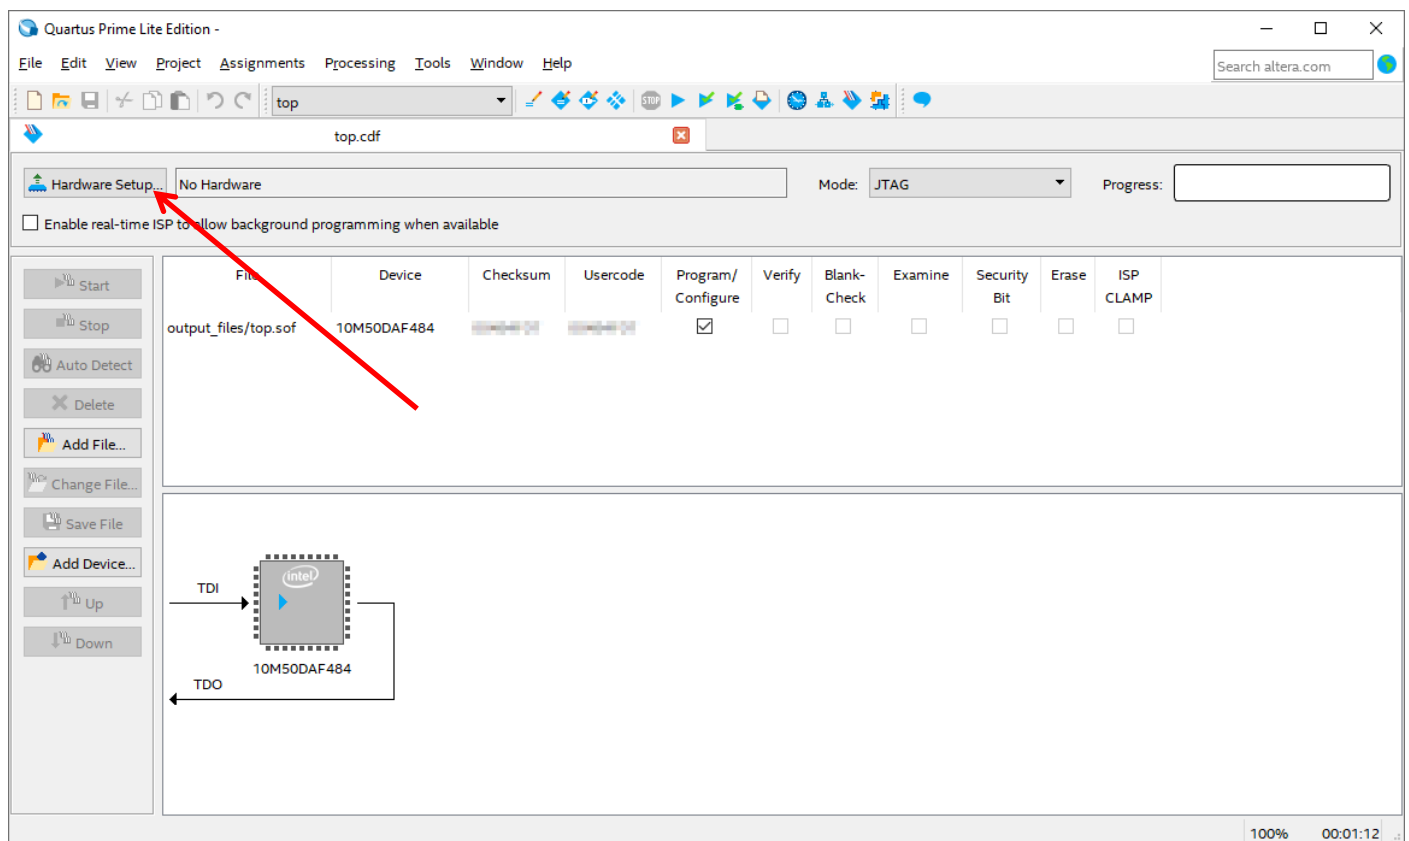 Quartus Prime Lite Edition -
File Edit View Project Assignments Processing Tools Window Help
Search altera.com
top
STOP
top.cdf
Hardware Setup... No Hardware Mode: JTAG Progress:
Enable real-time ISP to allow background programming when available
File Device Checksum Usercode Program/ Verify Blank- Examine Security Erase ISP
Configure Check Bit CLAMP
output_files/top.sof 10M50DAF484
Start
Stop
Auto Detect
Delete
Add File...
Change File...
Save File
Add Device...
Up
Down
intel
TDI
10M50DAF484
TDO
100% 00:01:12